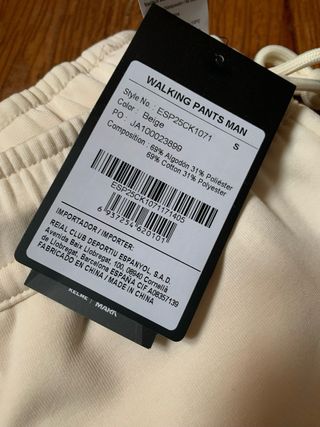 WALKING PANTS MAN
Style No. : ESP25CK1071
Color : Beige S
PO : JA100023899
Composition : 69% Algodón 31% Poliéster
69% Cotton 31% Polyester
ESP25CK1071171405
6 937234 620101
IMPORTADOR / IMPORTER:
REIAL CLUB DEPORTIU ESPANYOL S.A.D.
Avenida Baix Llobregat, 100, 08940 Cornellà
de Llobregat, Barcelona ESPAÑA CIF A08357139
FABRICADO EN CHINA / MADE IN CHINA
KELME MARK